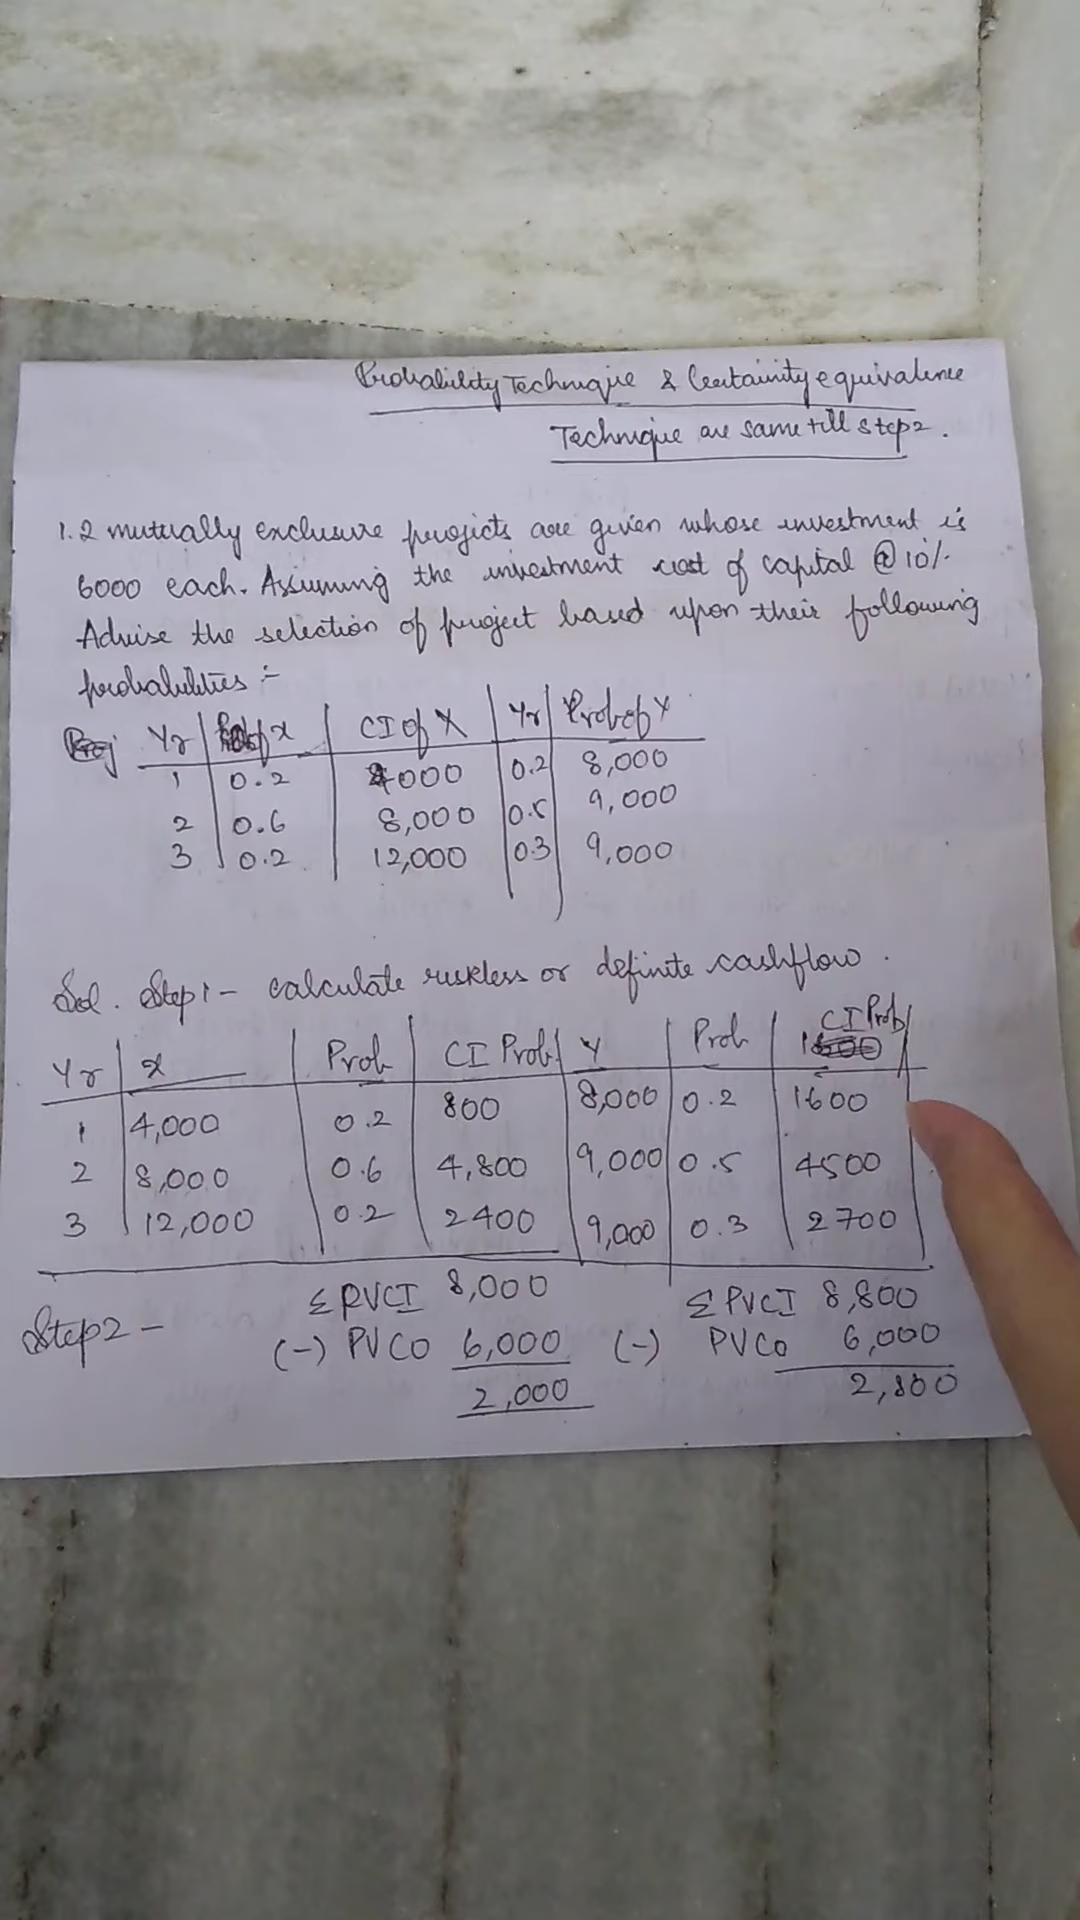 Probability Technique & Certainity equivalence
Technique are same till step 2.
1. 2 mutually exclusive projects are given whose investment is
6000 each. Assuming the investment cost of capital @ 10%.
Advise the selection of project based upon their following
probabilities :-
Proj Yr Prob of x CI of X Yr Prob of Y
1 0.2 4000 0.2 8,000
2 0.6 8,000 0.5 9,000
3 0.2 12,000 0.3 9,000
Sol. Step 1 - calculate riskless or definite cashflow.
Yr x Prob CI Prob Y Prob CI Prob
1 4,000 0.2 800 8,000 0.2 1600
2 8,000 0.6 4,800 9,000 0.5 4500
3 12,000 0.2 2400 9,000 0.3 2700
Step 2 - Σ PVCI 8,000 Σ PVCI 8,800
(-) PVCO 6,000 (-) PVCO 6,000
2,000 2,800